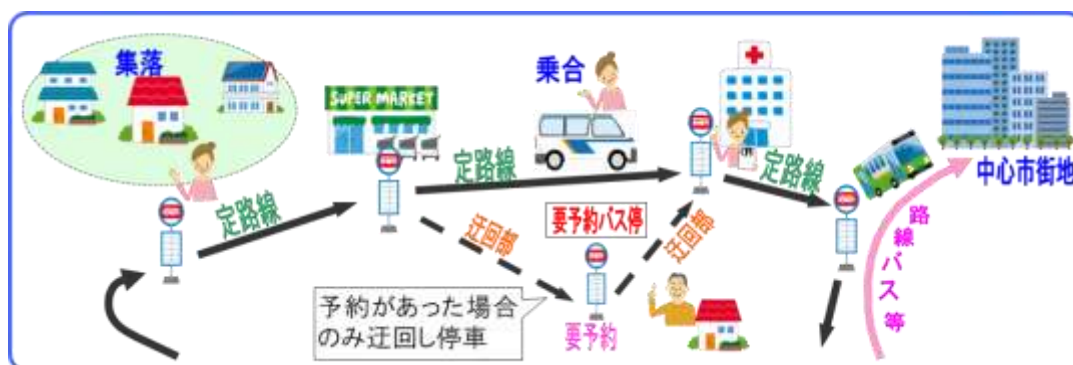 集落
SUPER MARKET
乗合
定路線
定路線
定路線
迂回部
要予約バス停
迂回部
予約があった場合
のみ迂回し停車
要予約
中心市街地
路線バス等